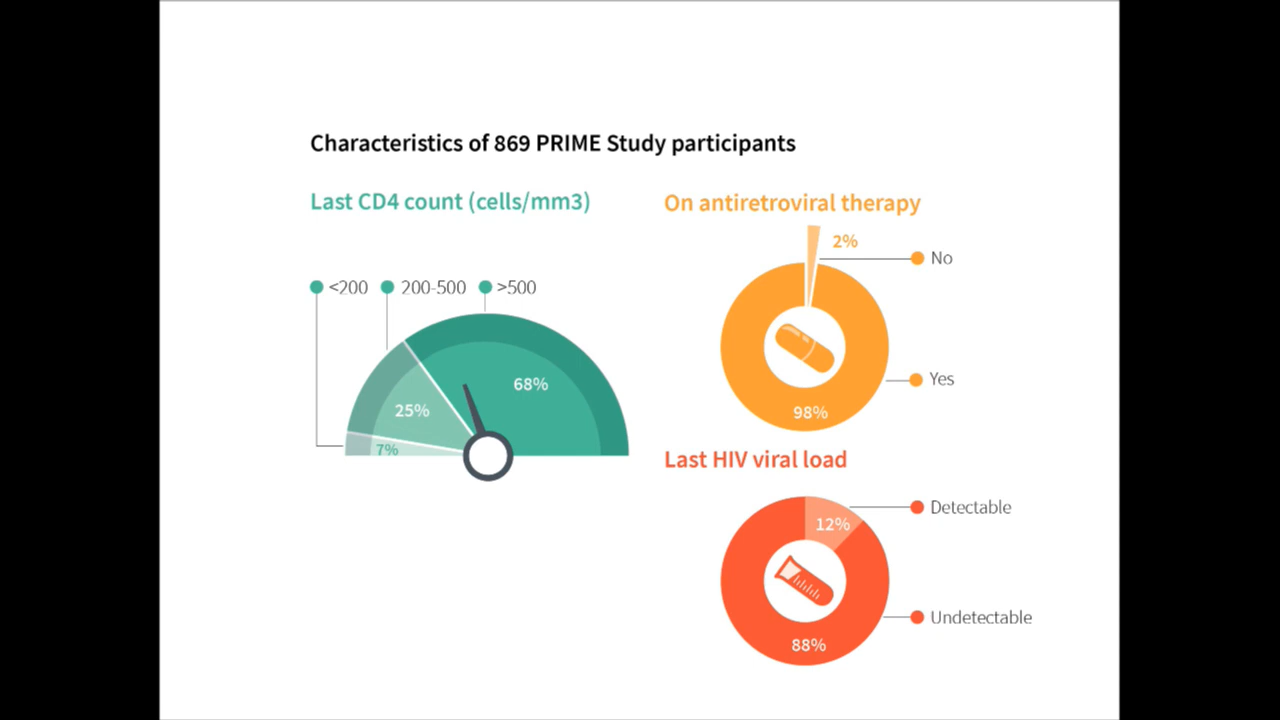 Characteristics of 869 PRIME Study participants
Last CD4 count (cells/mm3)
<200
200-500
>500
68%
25%
7%
On antiretroviral therapy
2%
No
Yes
98%
Last HIV viral load
Detectable
12%
Undetectable
88%